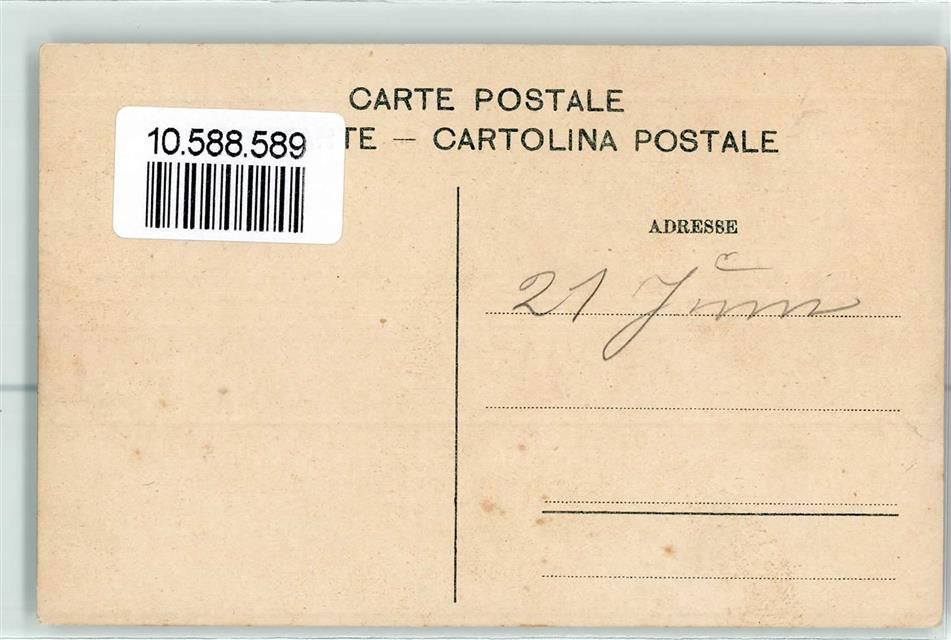 CARTE POSTALE
10.588.589
TE — CARTOLINA POSTALE
ADRESSE
21 Juni